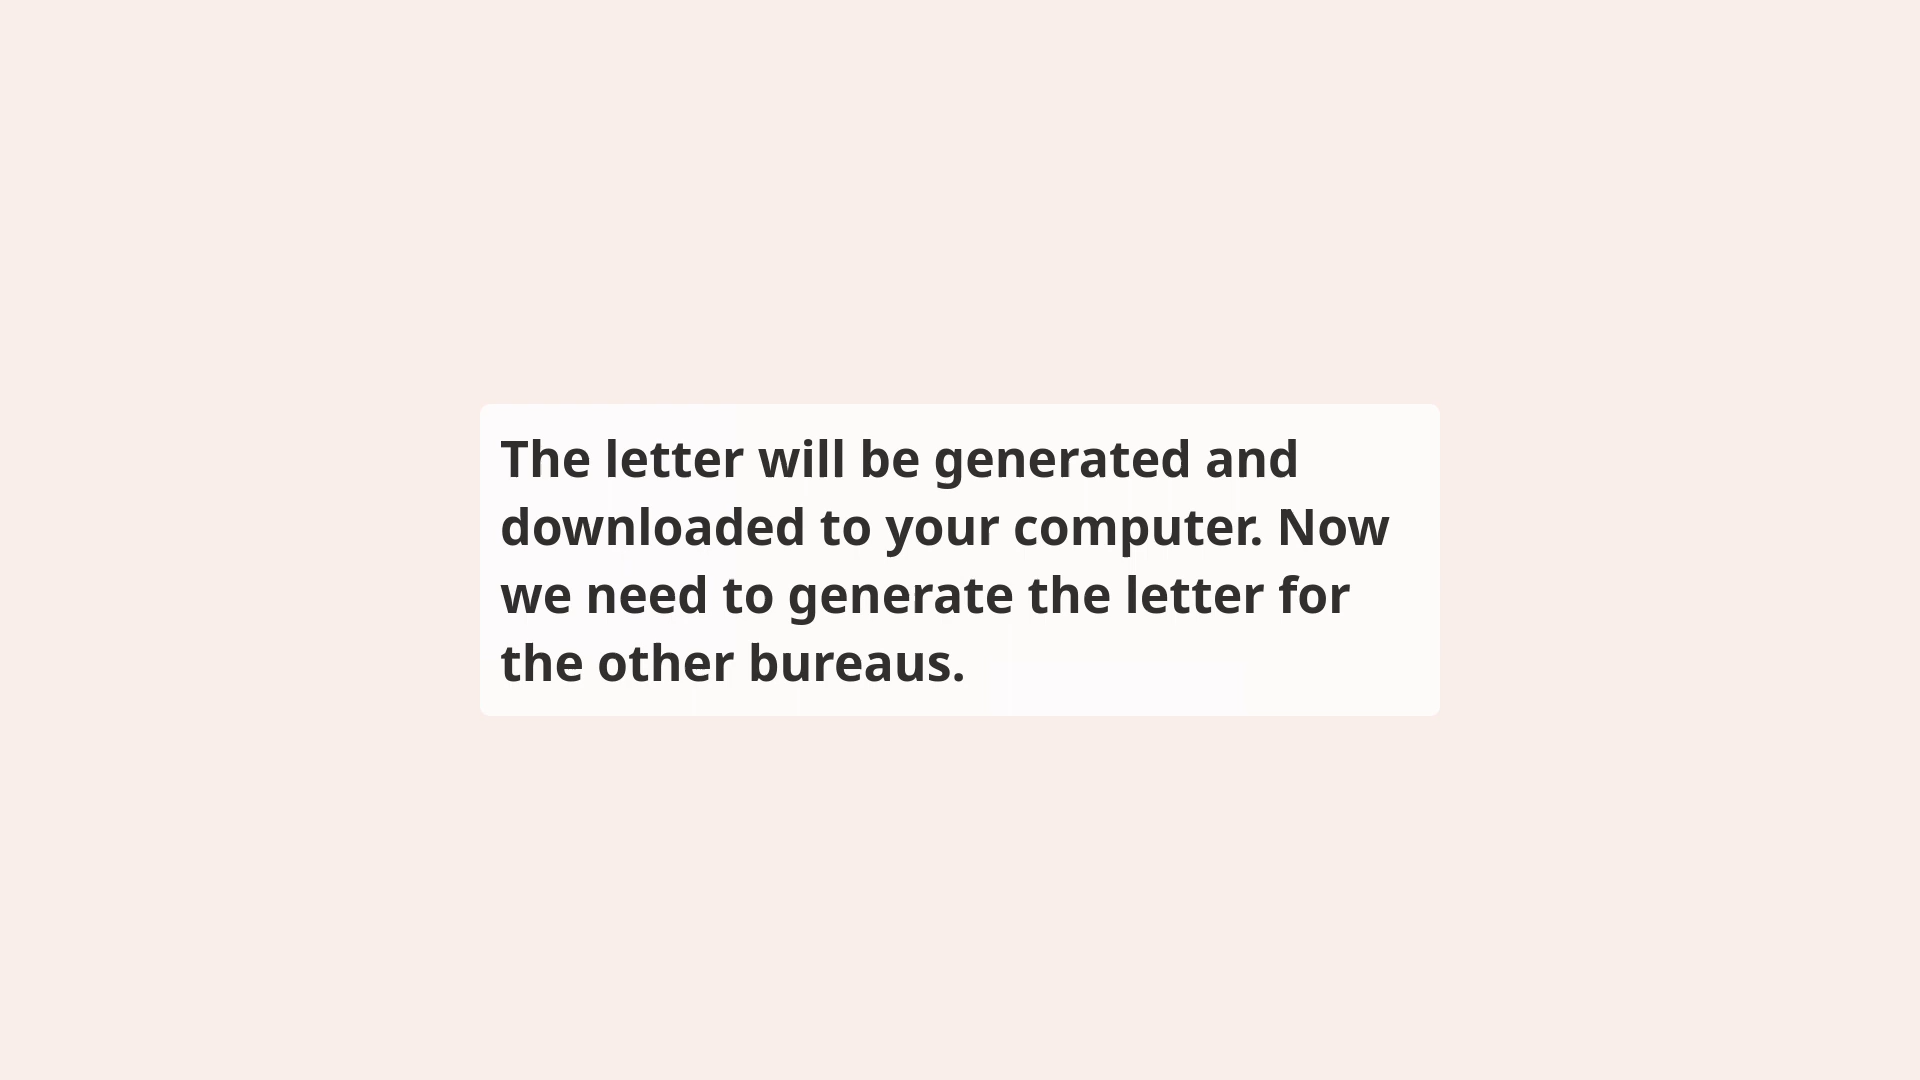 The letter will be generated and
downloaded to your computer. Now
we need to generate the letter for
the other bureaus.